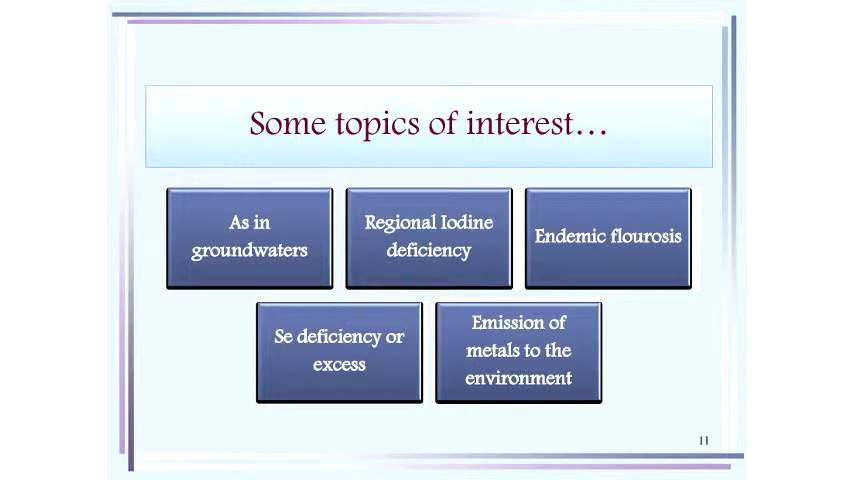 Some topics of interest...
As in
groundwaters
Regional Iodine
deficiency
Endemic flourosis
Se deficiency or
excess
Emission of
metals to the
environment
11